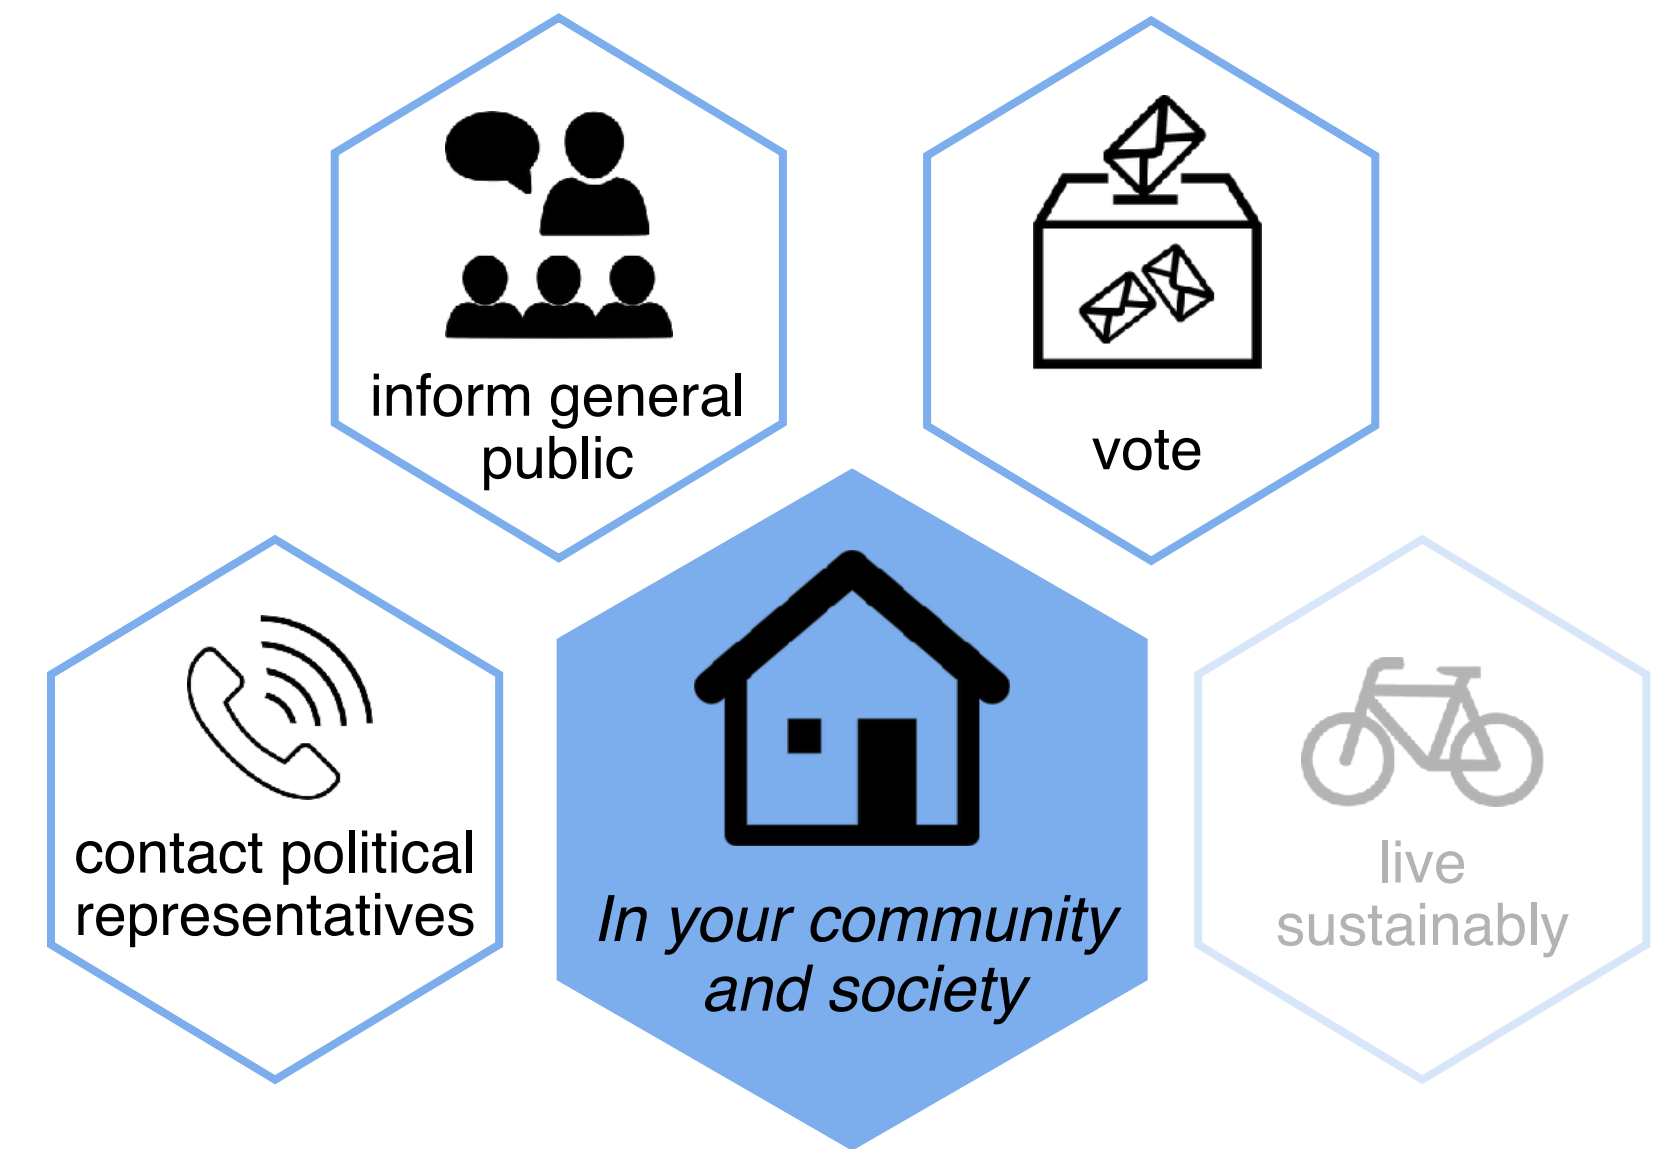 inform general
public
vote
contact political
representatives
In your community
and society
live
sustainably